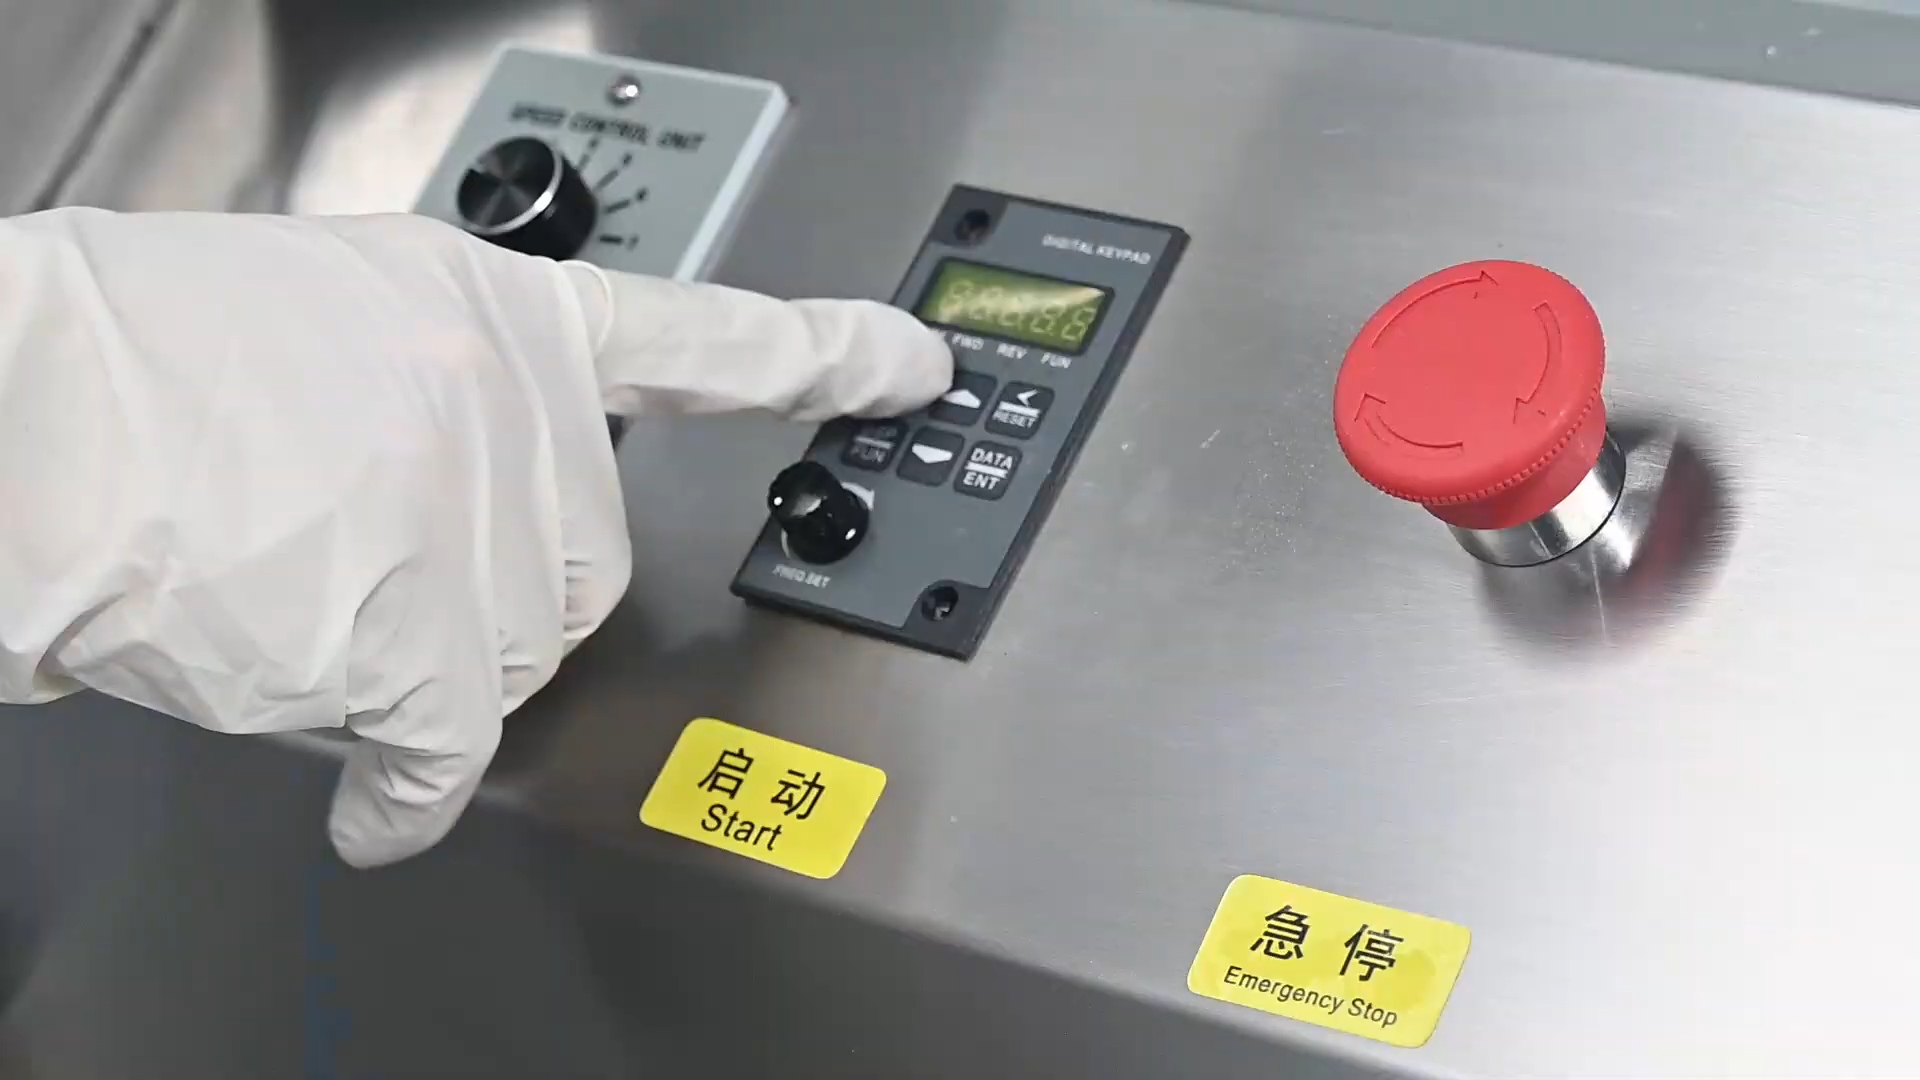 SPEED CONTROL UNIT
DIGITAL KEYPAD
FWD REV FUN
RESET
FUN
DATA
ENT
FREQ.SET
启动
Start
急停
Emergency Stop